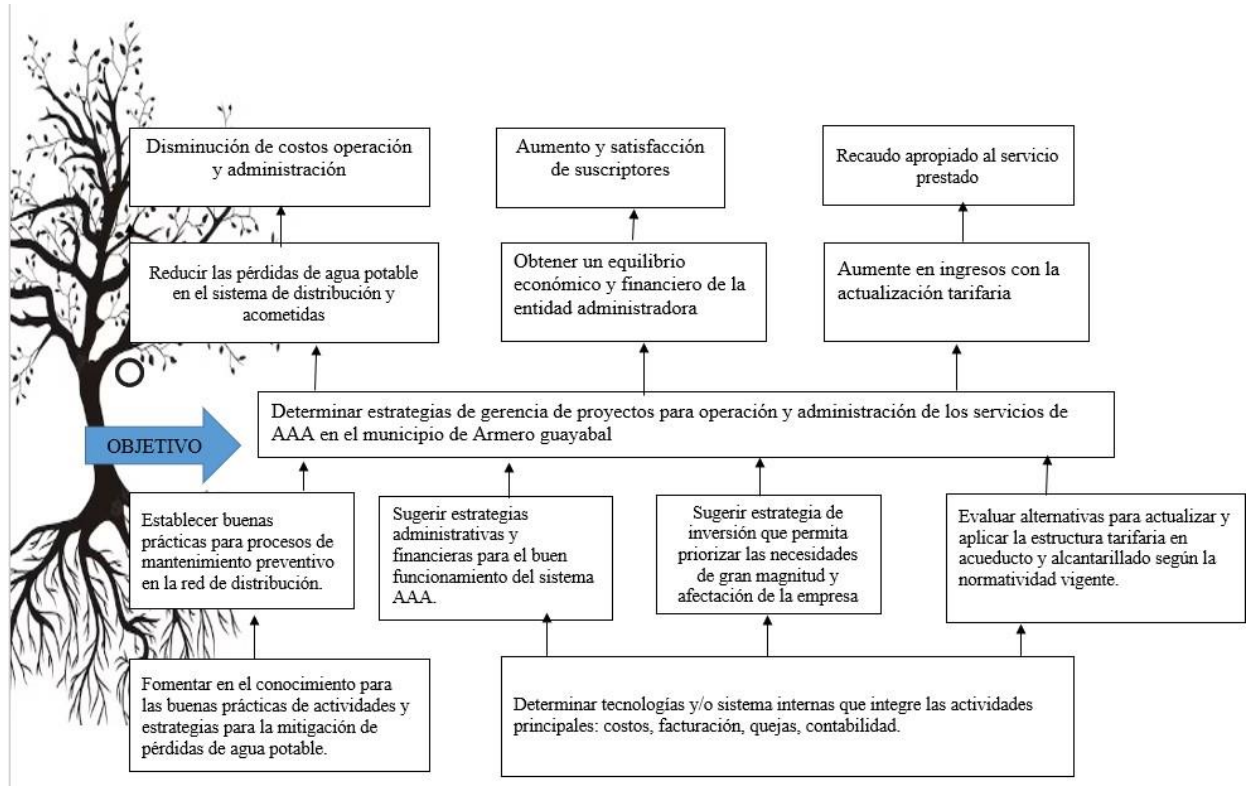 Disminución de costos operación
y administración
Aumento y satisfacción
de suscriptores
Recaudo apropiado al servicio
prestado
Reducir las pérdidas de agua potable
en el sistema de distribución y
acometidas
Obtener un equilibrio
económico y financiero de la
entidad administradora
Aumente en ingresos con la
actualización tarifaria
OBJETIVO
Determinar estrategias de gerencia de proyectos para operación y administración de los servicios de
AAA en el municipio de Armero guayabal
Establecer buenas
prácticas para procesos de
mantenimiento preventivo
en la red de distribución.
Sugerir estrategias
administrativas y
financieras para el buen
funcionamiento del sistema
AAA.
Sugerir estrategia de
inversión que permita
priorizar las necesidades
de gran magnitud y
afectación de la empresa
Evaluar alternativas para actualizar y
aplicar la estructura tarifaria en
acueducto y alcantarillado según la
normatividad vigente.
Fomentar en el conocimiento para
las buenas prácticas de actividades y
estrategias para la mitigación de
pérdidas de agua potable.
Determinar tecnologías y/o sistema internas que integre las actividades
principales: costos, facturación, quejas, contabilidad.